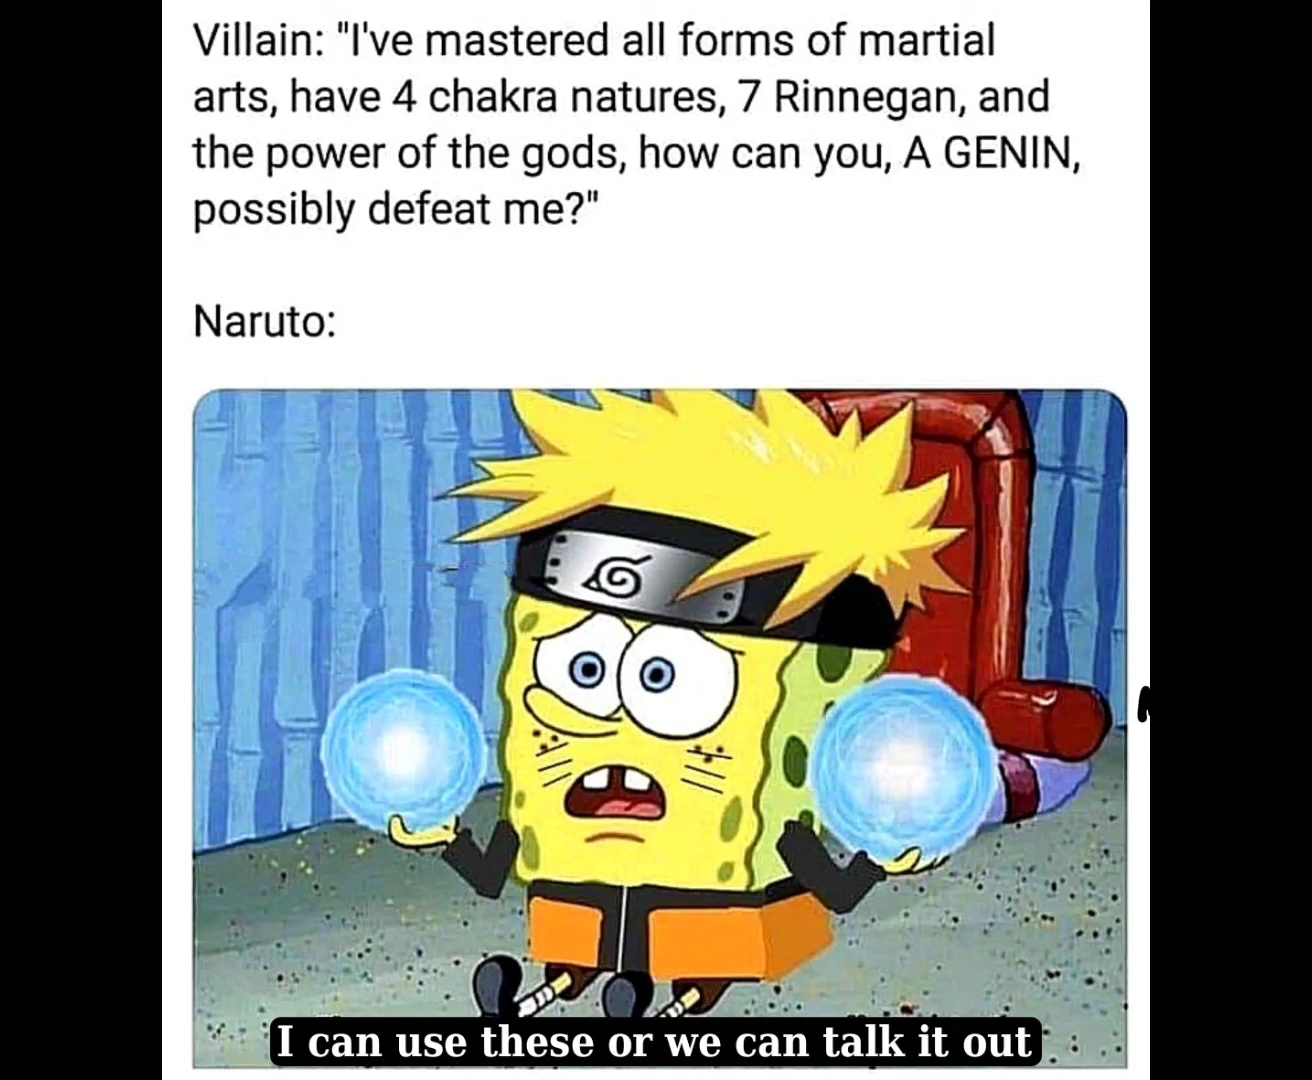 Villain: "I've mastered all forms of martial
arts, have 4 chakra natures, 7 Rinnegan, and
the power of the gods, how can you, A GENIN,
possibly defeat me?"
Naruto:
I can use these or we can talk it out